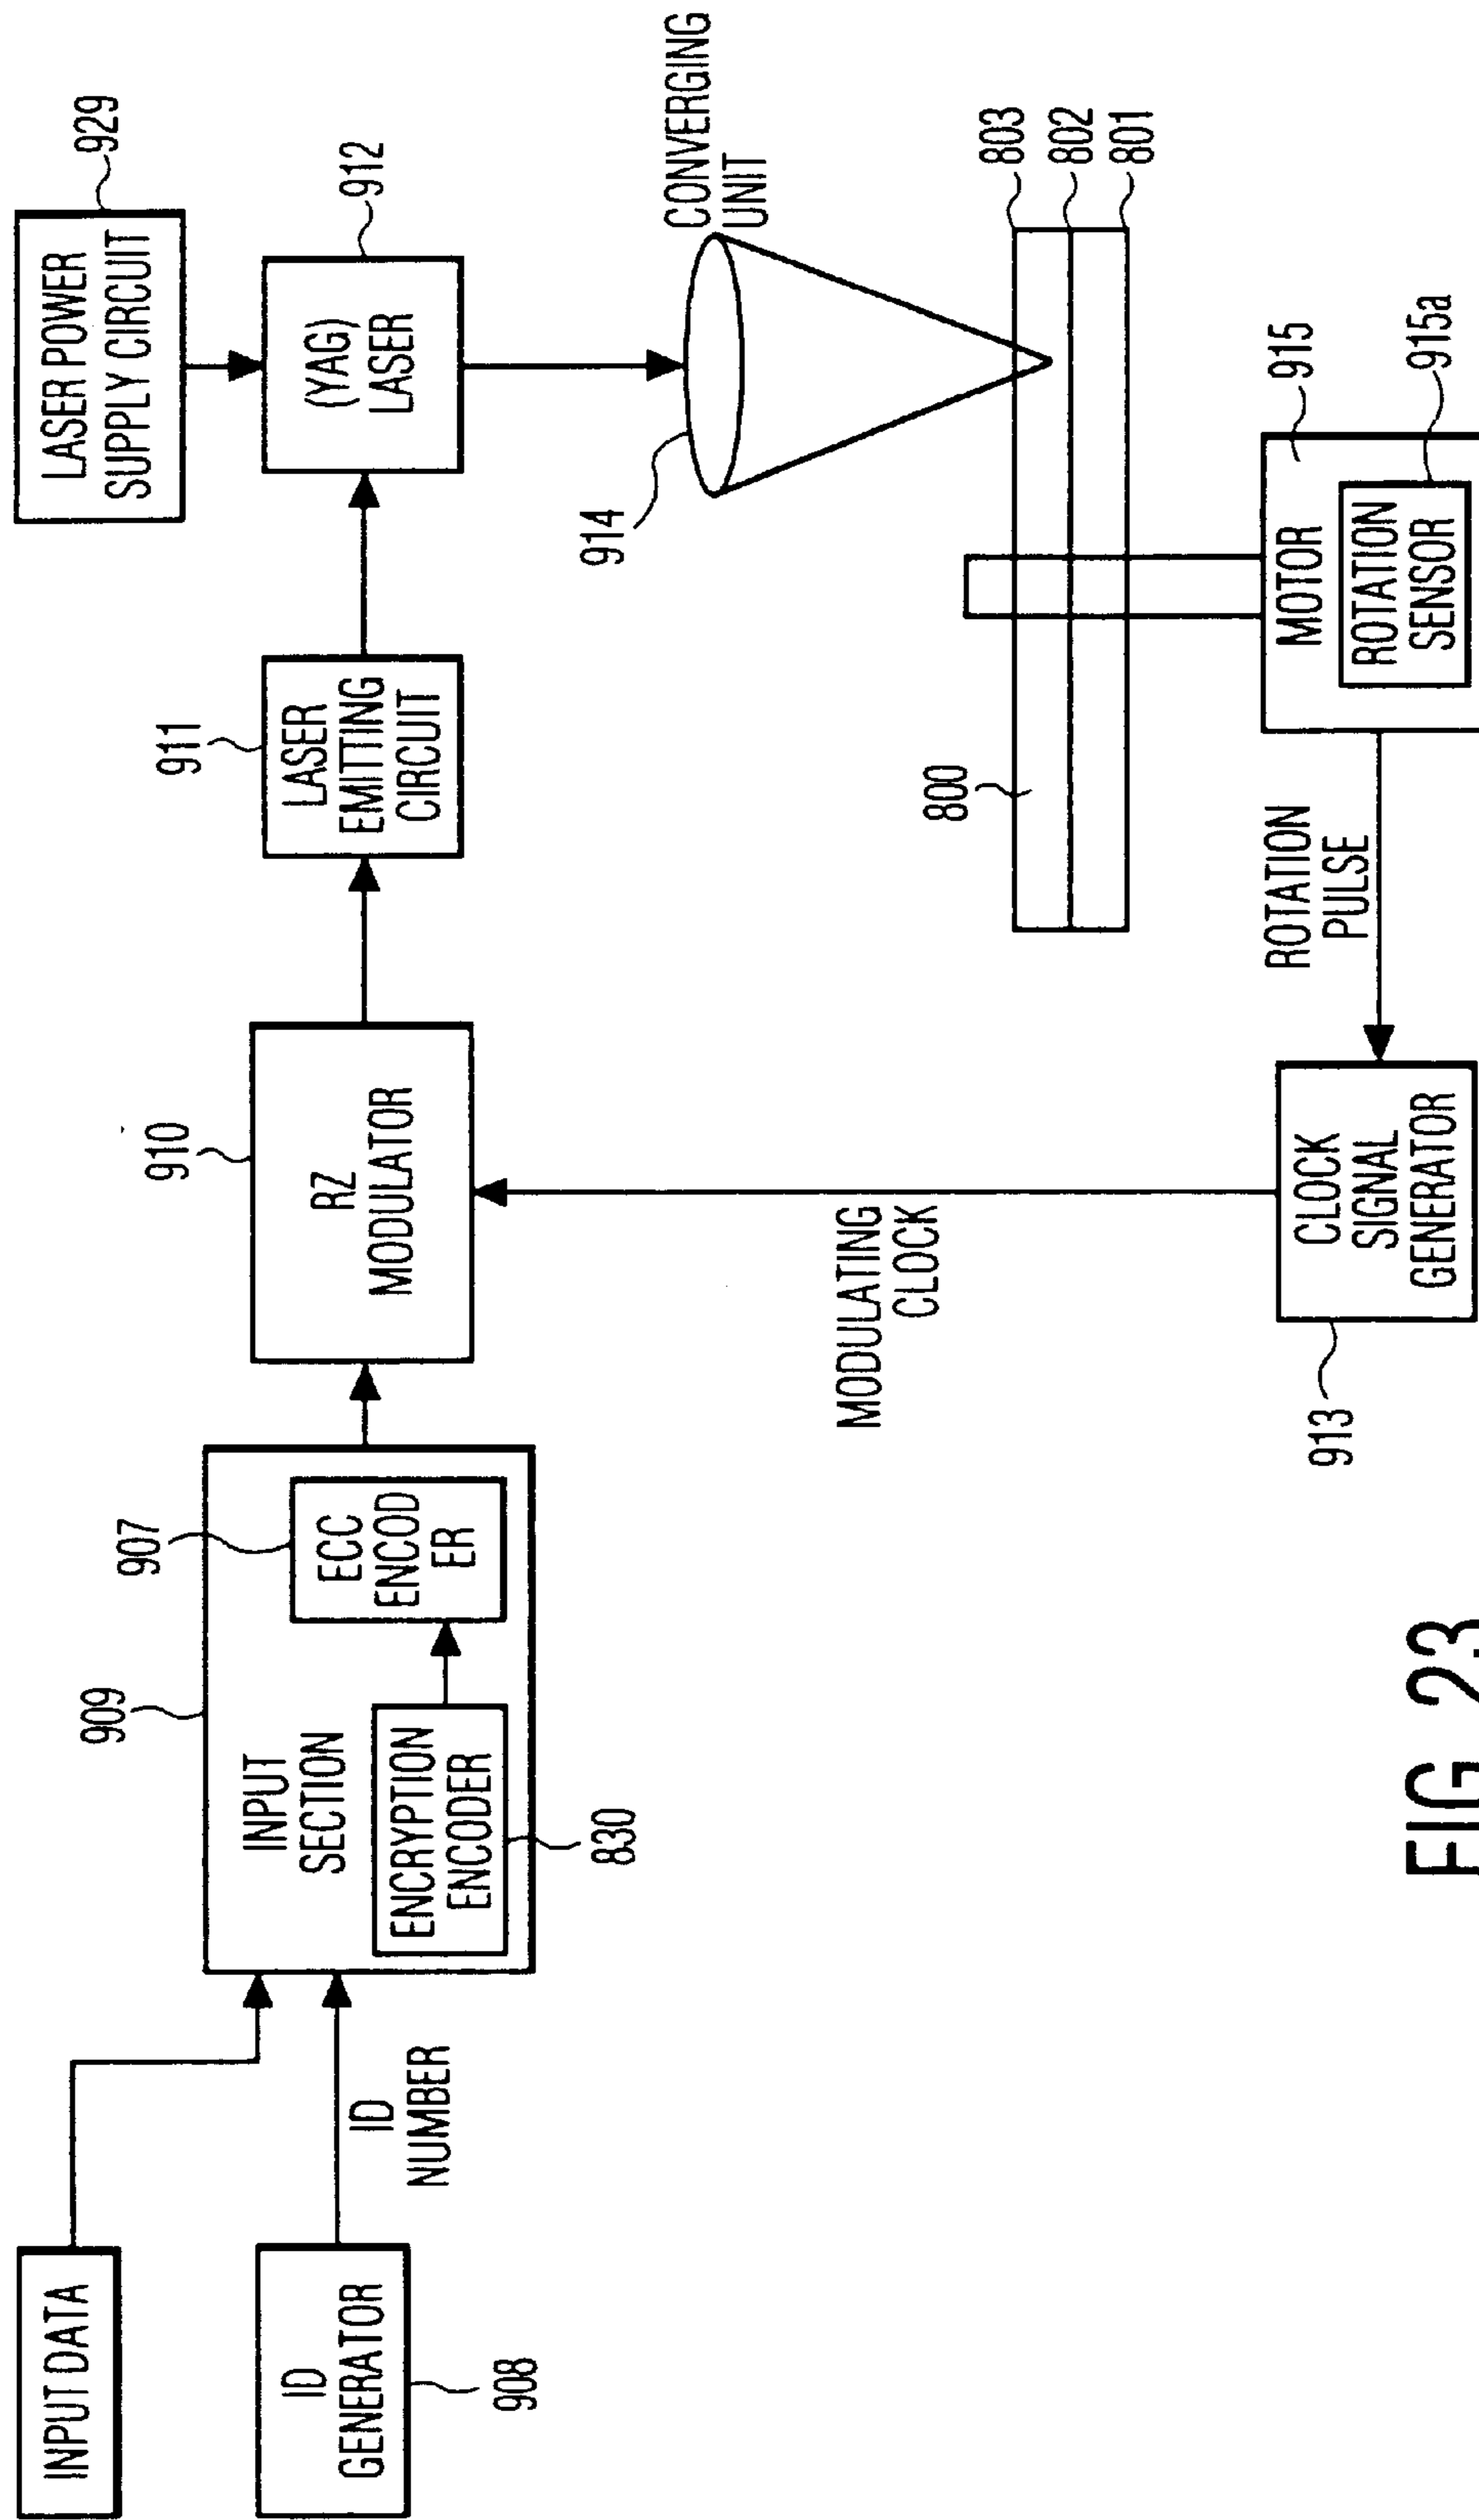 INPUT DATA
ID
GENERATOR
908
ID
NUMBER
909
INPUT
SECTION
ENCRYPTION
ENCODER
830
907
ECC
ENCOD
ER
910
RZ
MODULATOR
911
LASER
EMITTING
CIRCUIT
LASER POWER
SUPPLY CIRCUIT
929
(YAG)
LASER
912
914
CONVERGING
UNIT
800
803
802
801
MODULATING
CLOCK
913
CLOCK
SIGNAL
GENERATOR
ROTATION
PULSE
MOTOR
ROTATION
SENSOR
915
915a
FIG 23